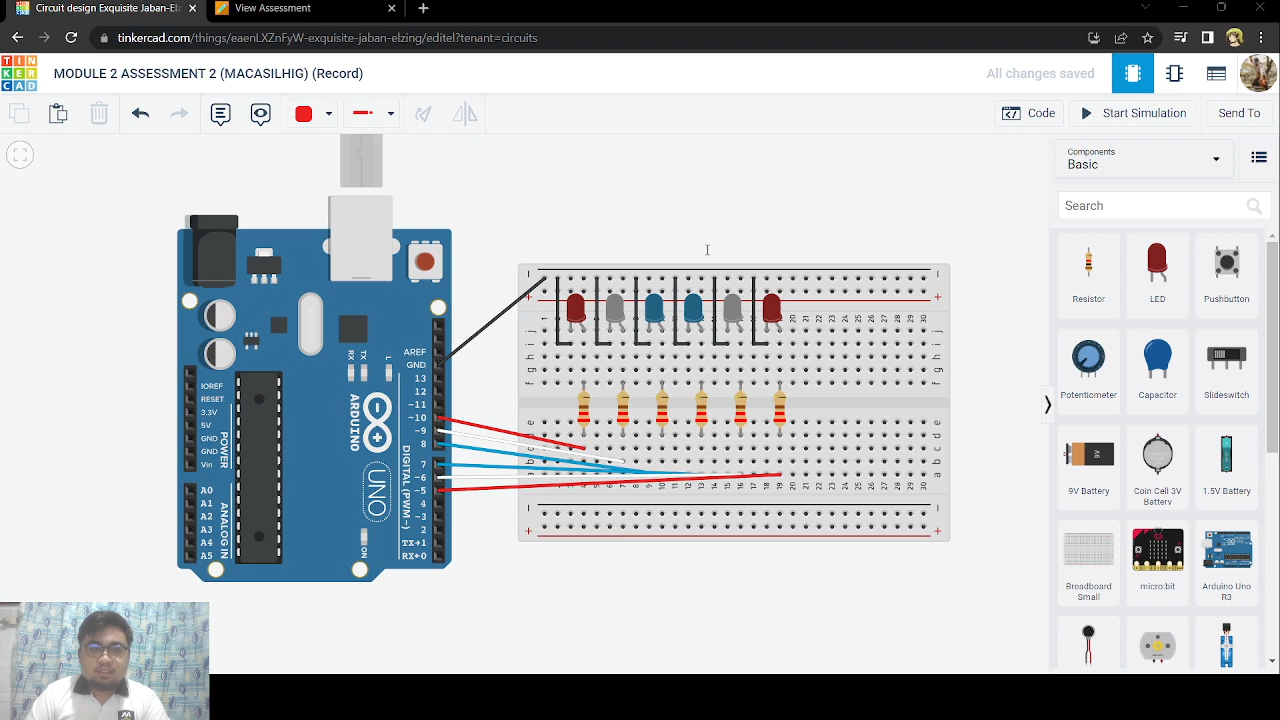 Circuit design Exquisite Jaban-Elz
View Assessment
tinkercad.com/things/eaenLXZnFyW-exquisite-jaban-elzing/editel?tenant=circuits
TIN
KER
CAD
MODULE 2 ASSESSMENT 2 (MACASILHIG) (Record)
All changes saved
Code
Start Simulation
Send To
Components
Basic
Search
Resistor
LED
Pushbutton
Potentiometer
Capacitor
Slideswitch
9V Battery
Coin Cell 3V Battery
1.5V Battery
Breadboard Small
micro:bit
Arduino Uno R3
AREF
GND
13
12
~11
~10
~9
8
7
~6
~5
4
~3
2
TX→1
RX←0
DIGITAL (PWM~)
RX
TX
L
ARDUINO
UNO
ON
IOREF
RESET
3.3V
5V
GND
GND
Vin
POWER
A0
A1
A2
A3
A4
A5
ANALOG IN